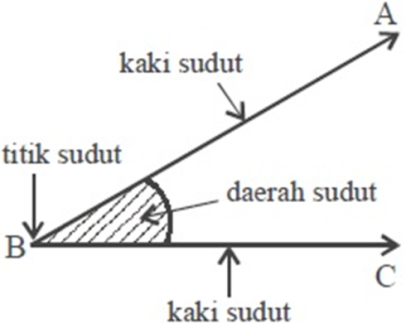 A
kaki sudut
titik sudut
daerah sudut
B
C
kaki sudut